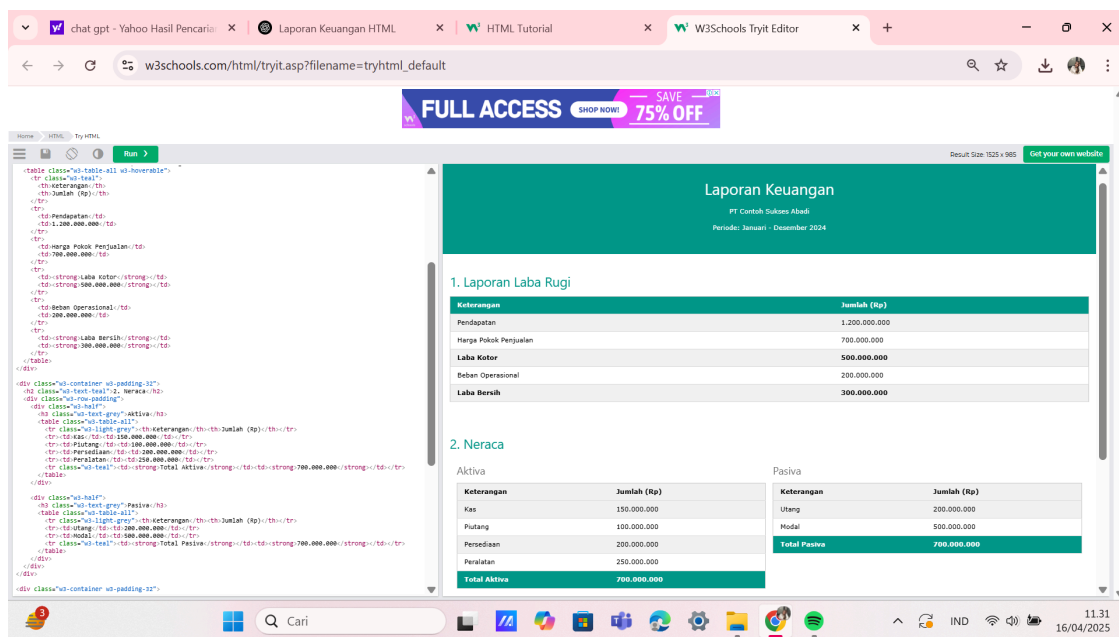 chat gpt - Yahoo Hasil Pencarian
Laporan Keuangan HTML
HTML Tutorial
W3Schools Tryit Editor
w3schools.com/html/tryit.asp?filename=tryhtml_default
FULL ACCESS SHOP NOW! SAVE 75% OFF
Home HTML Try HTML
Run ❯
Result Size: 1525 x 985
Get your own website
<table class="w3-table-all w3-hoverable">
<tr class="w3-teal">
<th>Keterangan</th>
<th>Jumlah (Rp)</th>
</tr>
<tr>
<td>Pendapatan</td>
<td>1.200.000.000</td>
</tr>
<tr>
<td>Harga Pokok Penjualan</td>
<td>700.000.000</td>
</tr>
<tr>
<td><strong>Laba Kotor</strong></td>
<td><strong>500.000.000</strong></td>
</tr>
<tr>
<td>Beban Operasional</td>
<td>200.000.000</td>
</tr>
<tr>
<td><strong>Laba Bersih</strong></td>
<td><strong>300.000.000</strong></td>
</tr>
</table>
</div>
<div class="w3-container w3-padding-32">
<h2 class="w3-text-teal">2. Neraca</h2>
<div class="w3-row-padding">
<div class="w3-half">
<h3 class="w3-text-grey">Aktiva</h3>
<table class="w3-table-all">
<tr class="w3-light-grey"><th>Keterangan</th><th>Jumlah (Rp)</th></tr>
<tr><td>Kas</td><td>150.000.000</td></tr>
<tr><td>Piutang</td><td>100.000.000</td></tr>
<tr><td>Persediaan</td><td>200.000.000</td></tr>
<tr><td>Peralatan</td><td>250.000.000</td></tr>
<tr class="w3-teal"><td><strong>Total Aktiva</strong></td><td><strong>700.000.000</strong></td></tr>
</table>
</div>
<div class="w3-half">
<h3 class="w3-text-grey">Pasiva</h3>
<table class="w3-table-all">
<tr class="w3-light-grey"><th>Keterangan</th><th>Jumlah (Rp)</th></tr>
<tr><td>Utang</td><td>200.000.000</td></tr>
<tr><td>Modal</td><td>500.000.000</td></tr>
<tr class="w3-teal"><td><strong>Total Pasiva</strong></td><td><strong>700.000.000</strong></td></tr>
</table>
</div>
</div>
</div>
<div class="w3-container w3-padding-32">
Laporan Keuangan
PT Contoh Sukses Abadi
Periode: Januari - Desember 2024
1. Laporan Laba Rugi
Keterangan Jumlah (Rp)
Pendapatan 1.200.000.000
Harga Pokok Penjualan 700.000.000
Laba Kotor 500.000.000
Beban Operasional 200.000.000
Laba Bersih 300.000.000
2. Neraca
Aktiva
Keterangan Jumlah (Rp)
Kas 150.000.000
Piutang 100.000.000
Persediaan 200.000.000
Peralatan 250.000.000
Total Aktiva 700.000.000
Pasiva
Keterangan Jumlah (Rp)
Utang 200.000.000
Modal 500.000.000
Total Pasiva 700.000.000
3
Cari
IND
11.31
16/04/2025